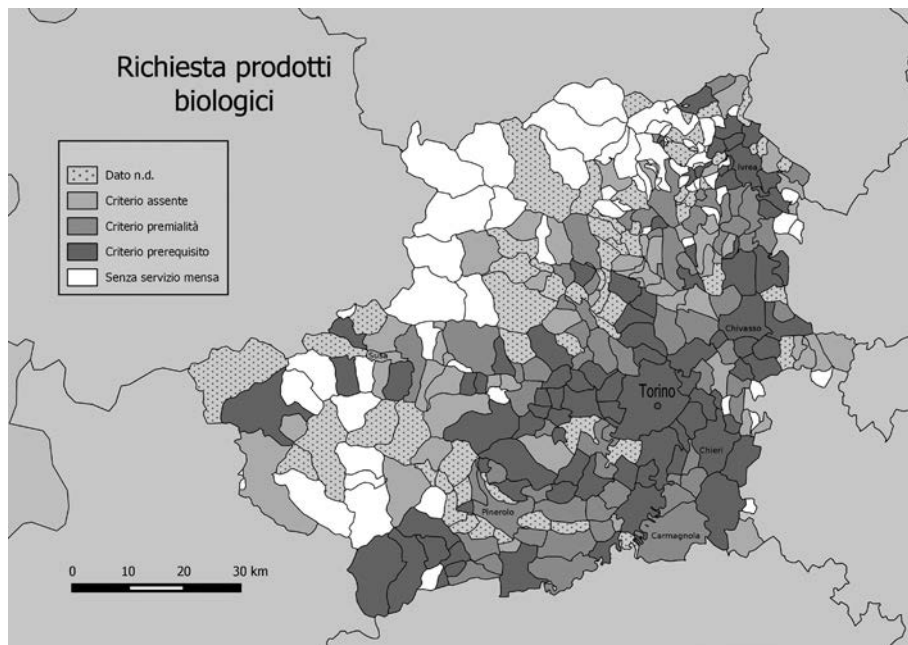 Richiesta prodotti
biologici
Dato n.d.
Criterio assente
Criterio premialità
Criterio prerequisito
Senza servizio mensa
Ivrea
Chivasso
Susa
Torino
Chieri
Pinerolo
Carmagnola
0 10 20 30 km